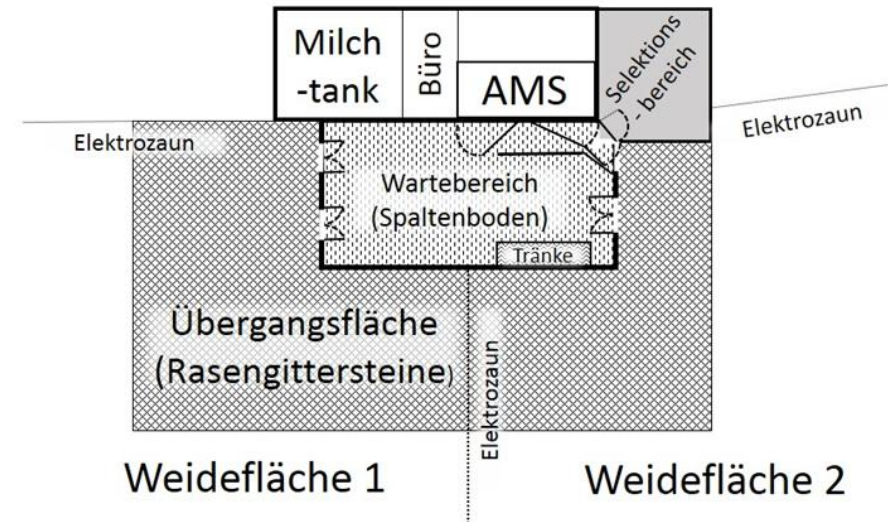 Milch
-tank
Büro
AMS
Selektions
- bereich
Elektrozaun
Elektrozaun
Wartebereich
(Spaltenboden)
Tränke
Übergangsfläche
(Rasengittersteine)
Elektrozaun
Weidefläche 1
Weidefläche 2